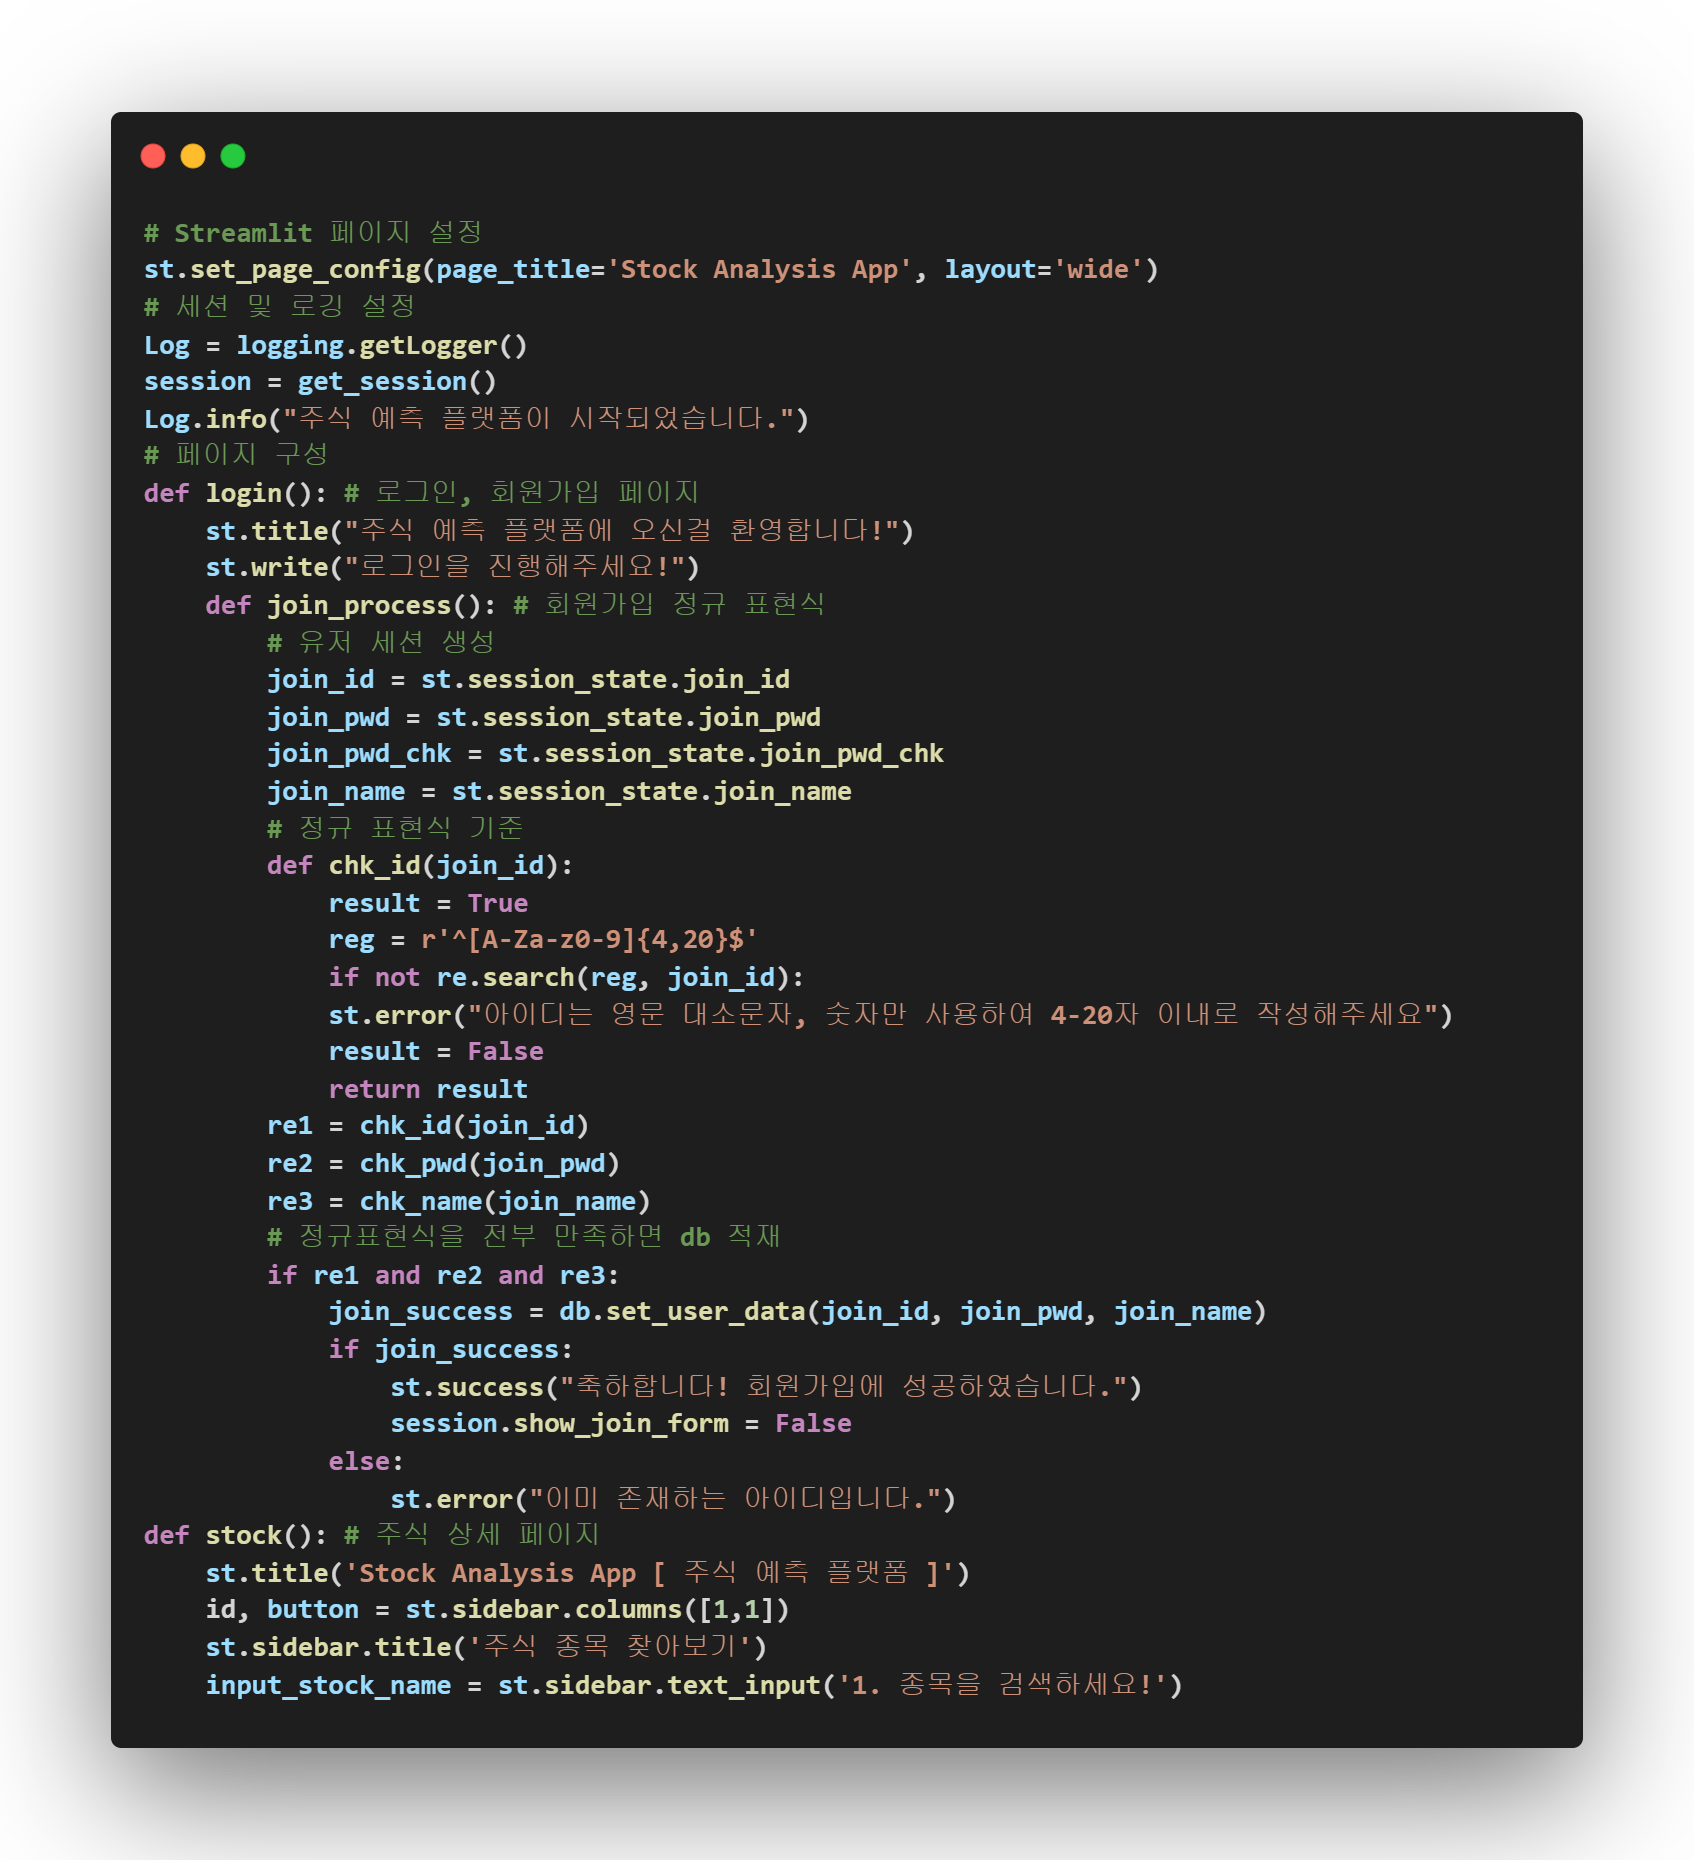 # Streamlit 페이지 설정
st.set_page_config(page_title='Stock Analysis App', layout='wide')
# 세션 및 로깅 설정
Log = logging.getLogger()
session = get_session()
Log.info("주식 예측 플랫폼이 시작되었습니다.")
# 페이지 구성
def login(): # 로그인, 회원가입 페이지
    st.title("주식 예측 플랫폼에 오신걸 환영합니다!")
    st.write("로그인을 진행해주세요!")
    def join_process(): # 회원가입 정규 표현식
        # 유저 세션 생성
        join_id = st.session_state.join_id
        join_pwd = st.session_state.join_pwd
        join_pwd_chk = st.session_state.join_pwd_chk
        join_name = st.session_state.join_name
        # 정규 표현식 기준
        def chk_id(join_id):
            result = True
            reg = r'^[A-Za-z0-9]{4,20}$'
            if not re.search(reg, join_id):
            st.error("아이디는 영문 대소문자, 숫자만 사용하여 4-20자 이내로 작성해주세요")
            result = False
            return result
        re1 = chk_id(join_id)
        re2 = chk_pwd(join_pwd)
        re3 = chk_name(join_name)
        # 정규표현식을 전부 만족하면 db 적재
        if re1 and re2 and re3:
            join_success = db.set_user_data(join_id, join_pwd, join_name)
            if join_success:
                st.success("축하합니다! 회원가입에 성공하였습니다.")
                session.show_join_form = False
            else:
                st.error("이미 존재하는 아이디입니다.")
def stock(): # 주식 상세 페이지
    st.title('Stock Analysis App [ 주식 예측 플랫폼 ]')
    id, button = st.sidebar.columns([1,1])
    st.sidebar.title('주식 종목 찾아보기')
    input_stock_name = st.sidebar.text_input('1. 종목을 검색하세요!')